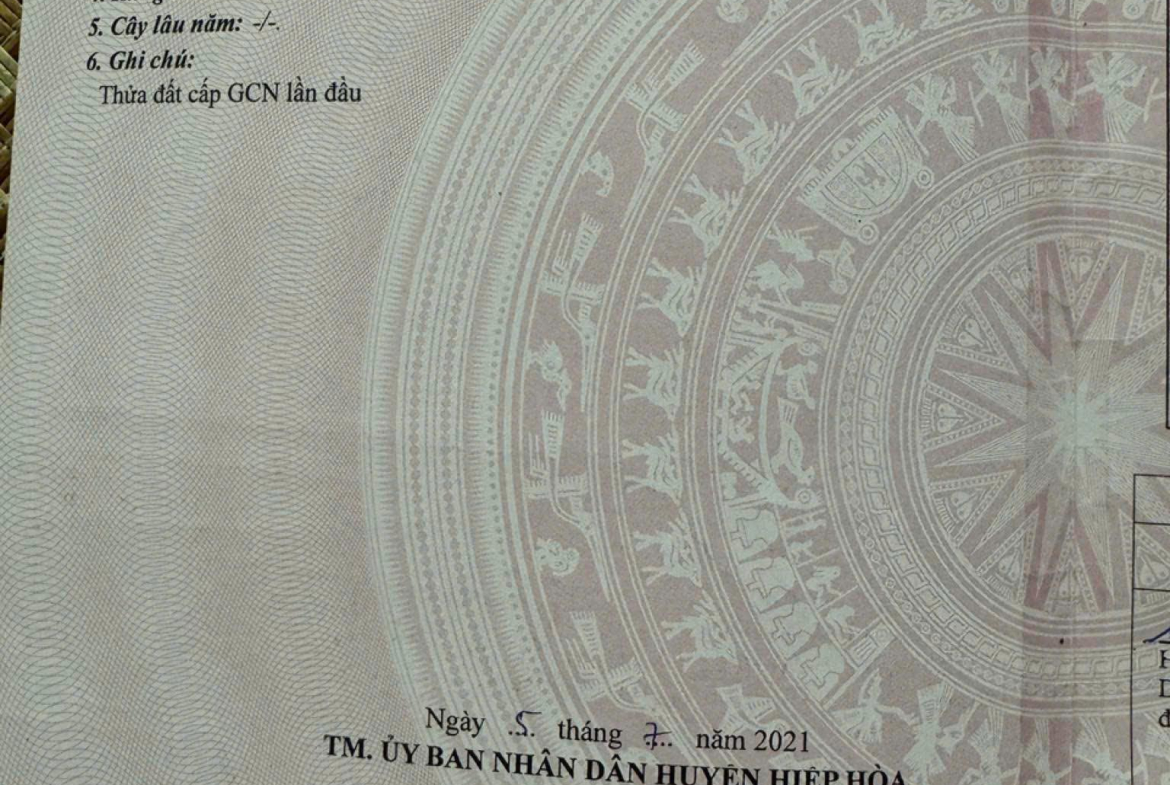 5. Cây lâu năm: -/-.
6. Ghi chú:
Thửa đất cấp GCN lần đầu
Ngày .5. tháng .7.. năm 2021
TM. ỦY BAN NHÂN DÂN HUYỆN HIỆP HÒA